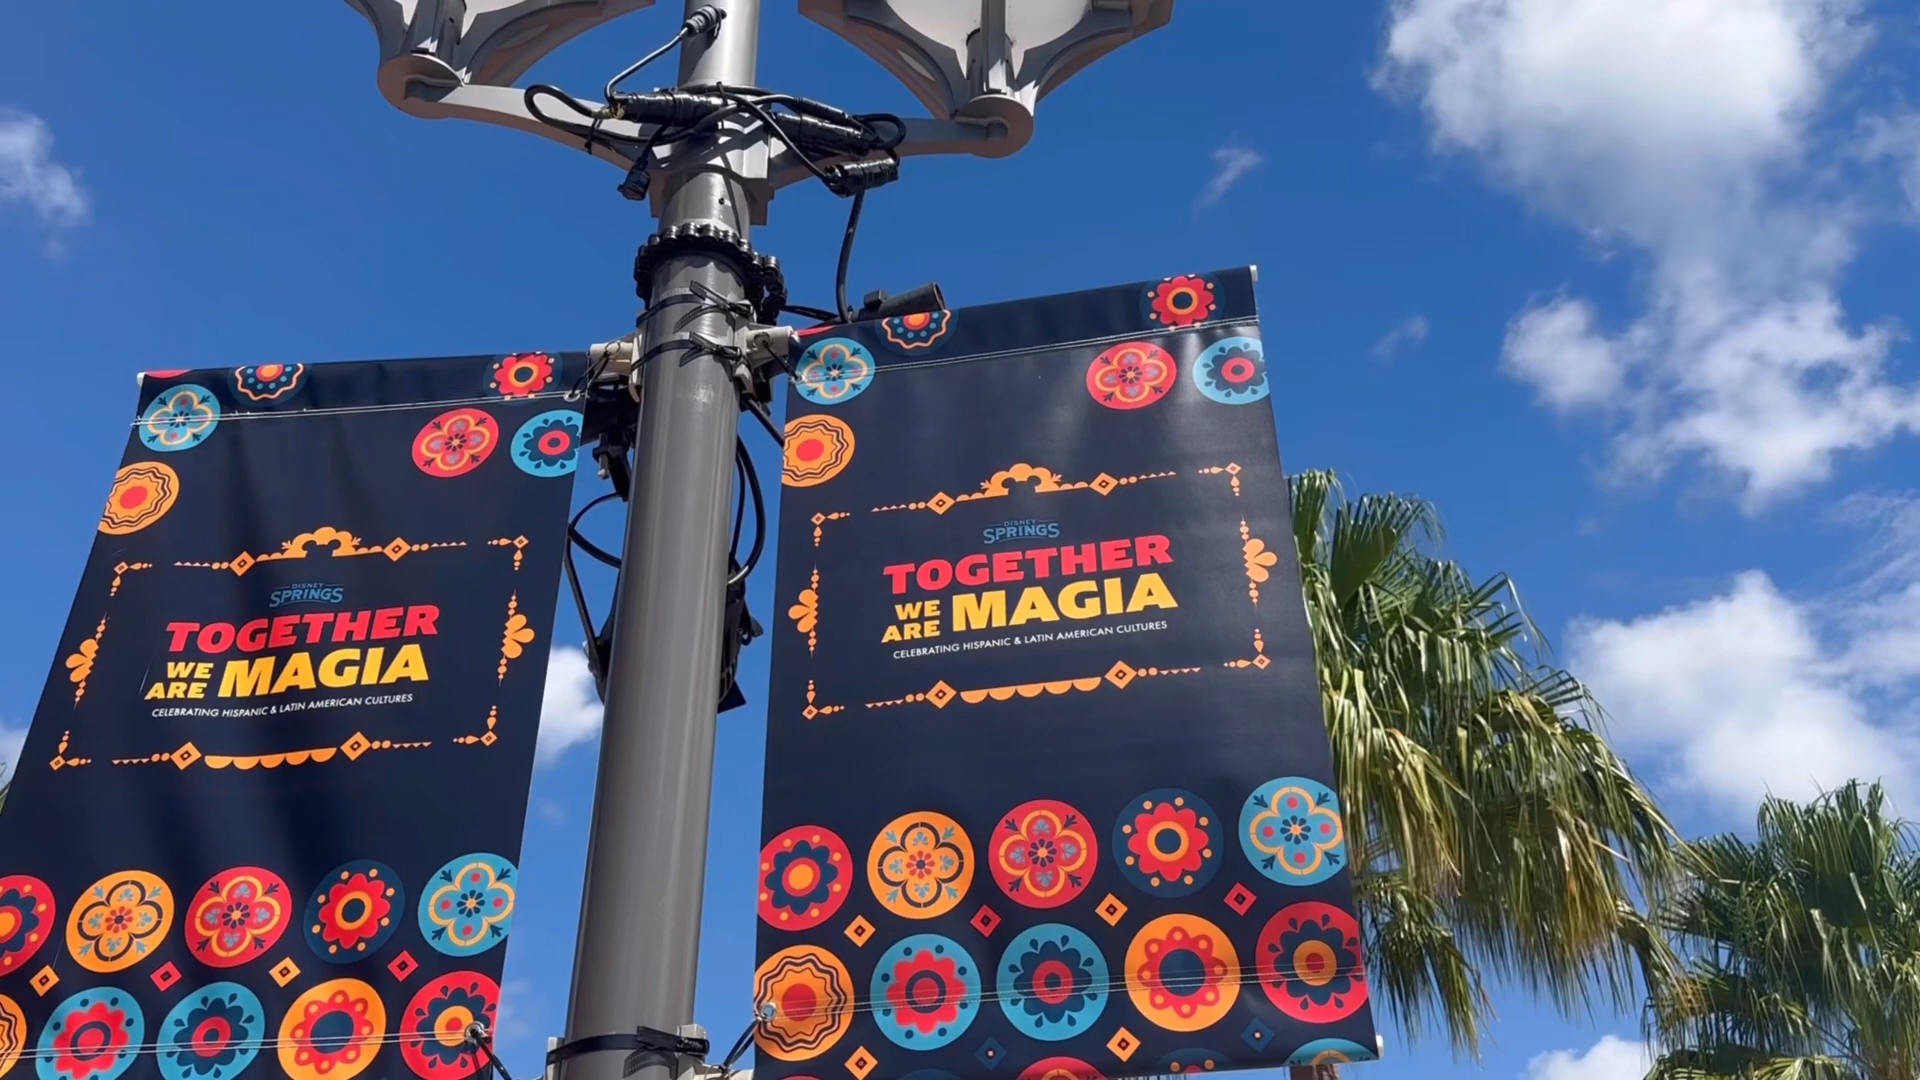 DISNEY
SPRINGS
TOGETHER
WE ARE MAGIA
CELEBRATING HISPANIC & LATIN AMERICAN CULTURES
DISNEY
SPRINGS
TOGETHER
WE ARE MAGIA
CELEBRATING HISPANIC & LATIN AMERICAN CULTURES